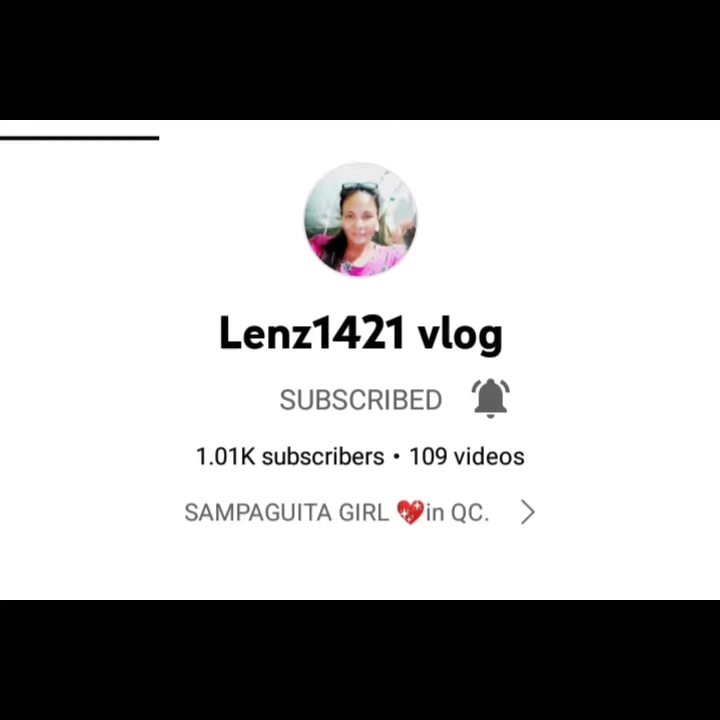 Lenz1421 vlog
SUBSCRIBED
1.01K subscribers • 109 videos
SAMPAGUITA GIRL 💖in QC.